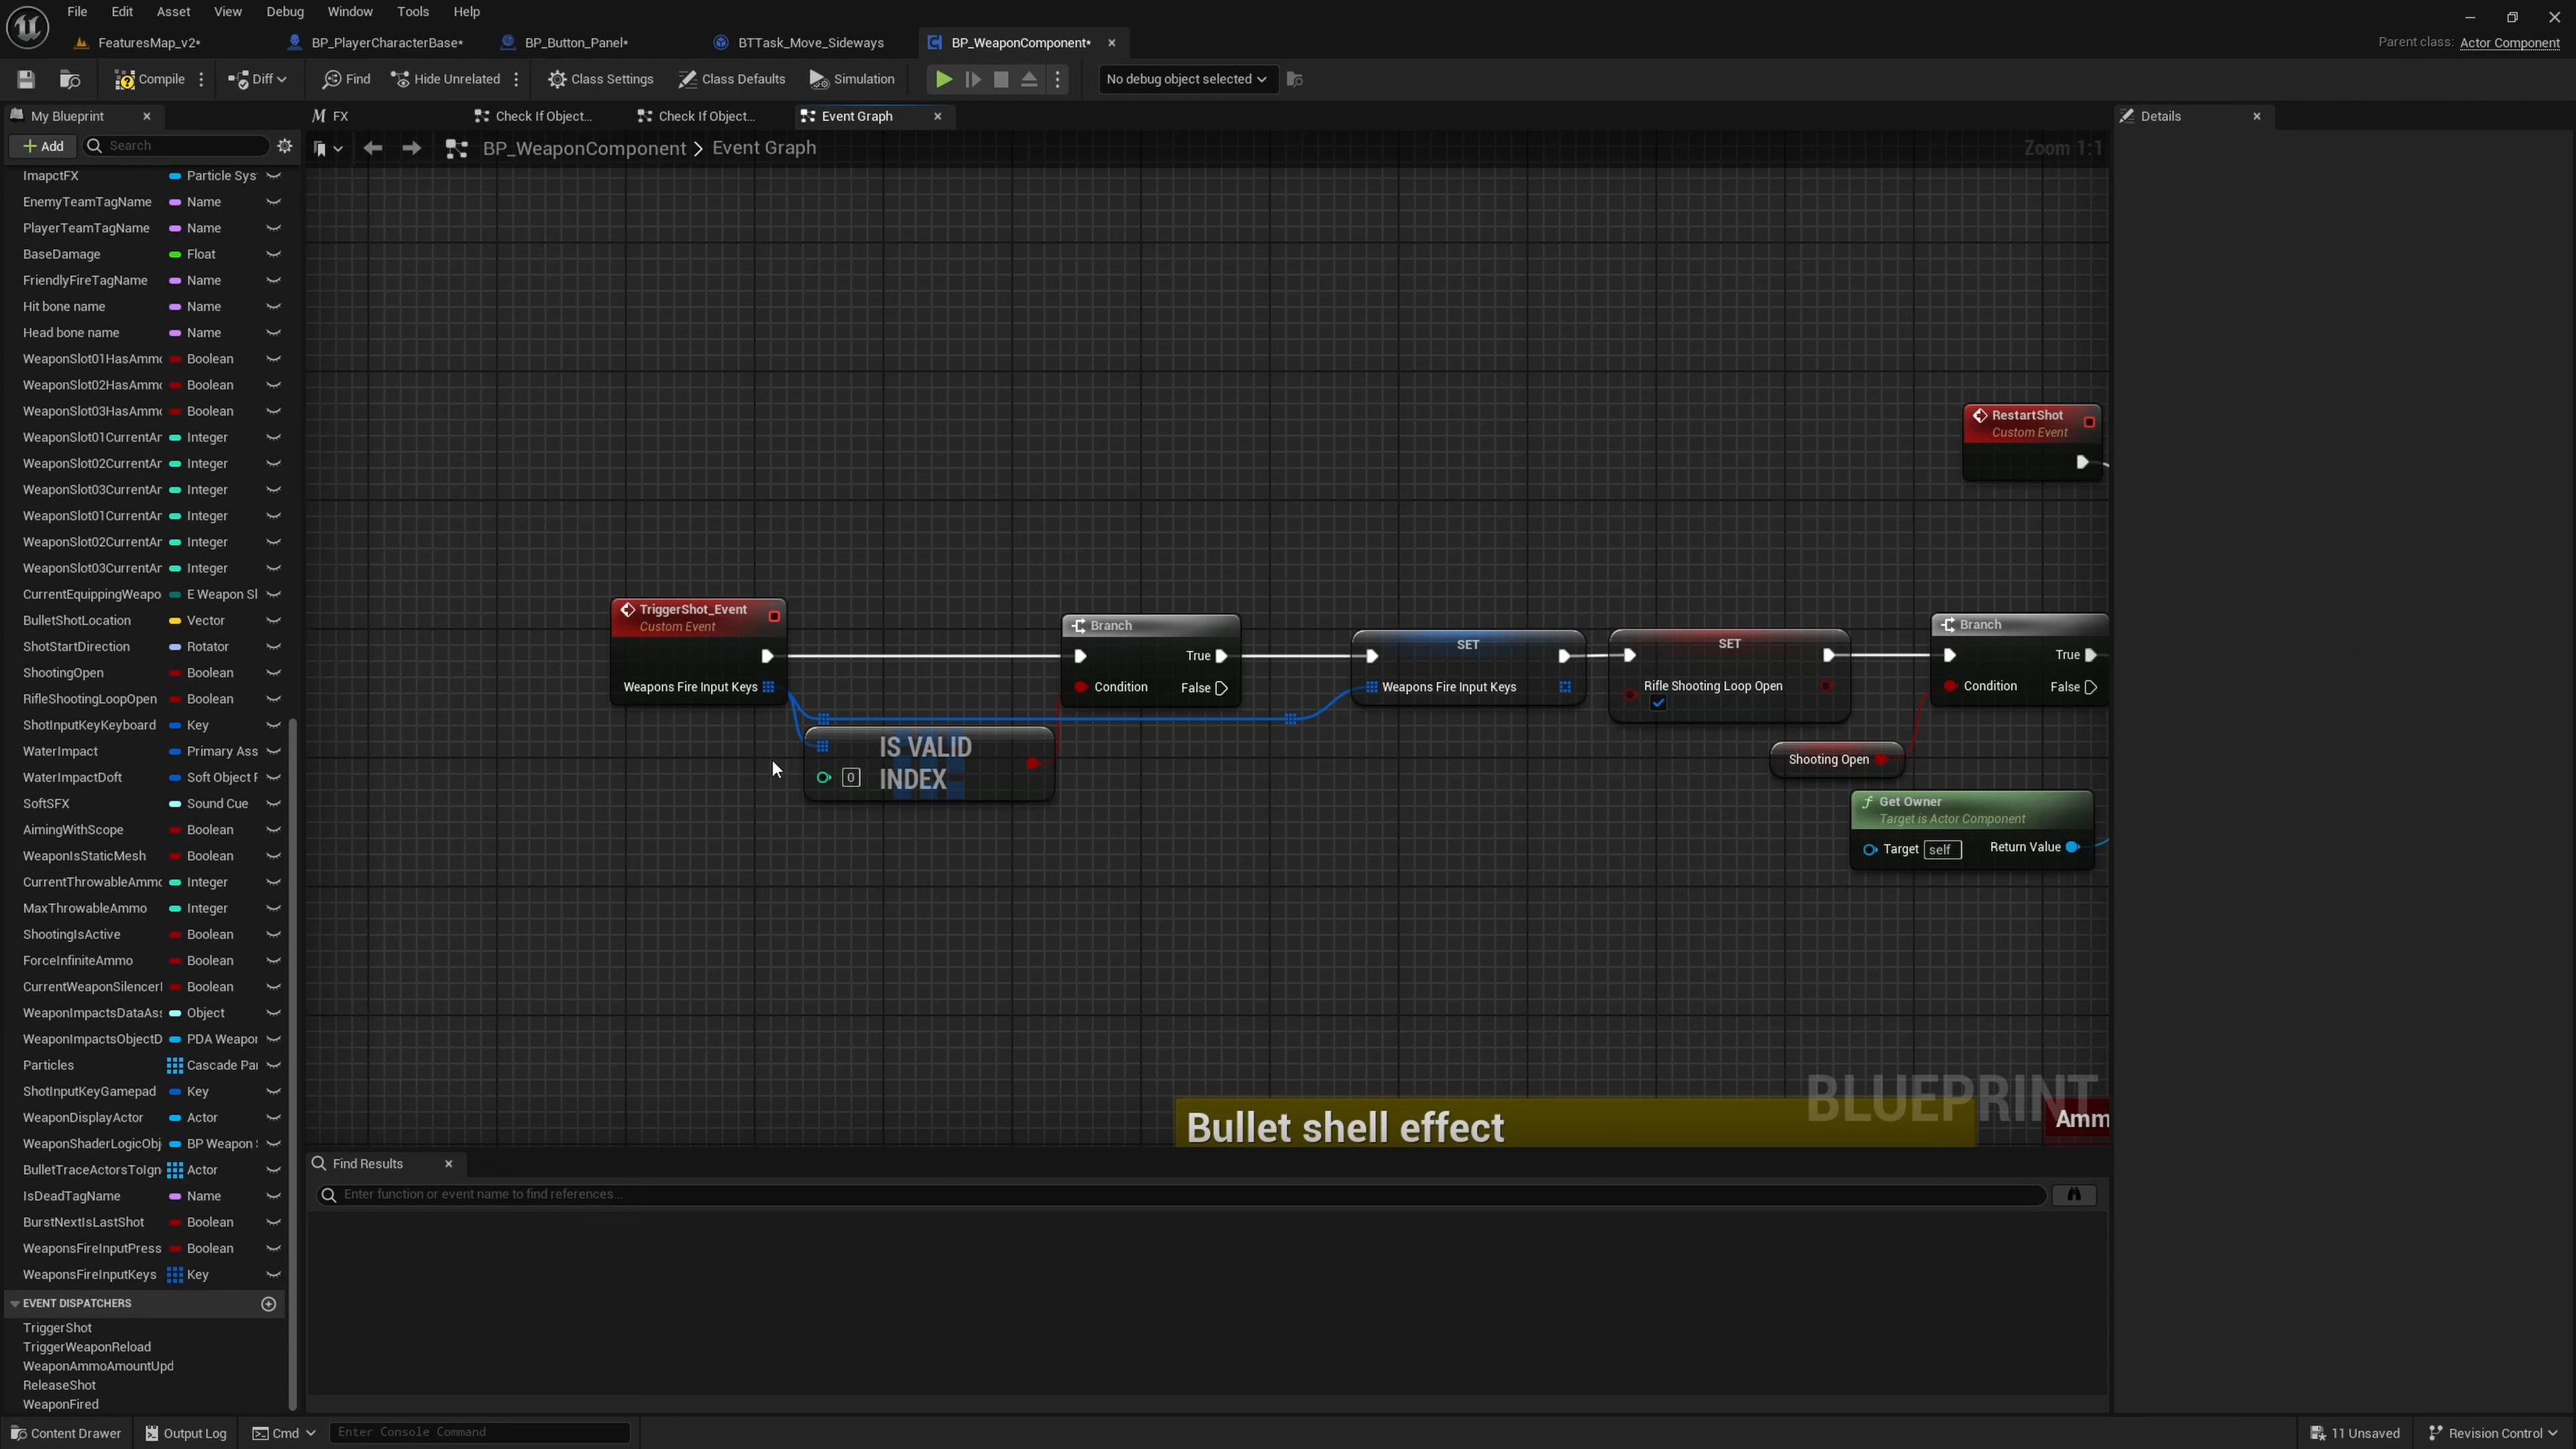 File Edit Asset View Debug Window Tools Help
FeaturesMap_v2* BP_PlayerCharacterBase* BP_Button_Panel* BTTask_Move_Sideways BP_WeaponComponent*
Parent class: Actor Component
Compile Diff Find Hide Unrelated Class Settings Class Defaults Simulation No debug object selected
My Blueprint FX Check If Object... Check If Object... Event Graph Details
Add Search
BP_WeaponComponent > Event Graph
Zoom 1:1
ImapctFX Particle Sys
EnemyTeamTagName Name
PlayerTeamTagName Name
BaseDamage Float
FriendlyFireTagName Name
Hit bone name Name
Head bone name Name
WeaponSlot01HasAmmo Boolean
WeaponSlot02HasAmmo Boolean
WeaponSlot03HasAmmo Boolean
WeaponSlot01CurrentAr Integer
WeaponSlot02CurrentAr Integer
WeaponSlot03CurrentAr Integer
WeaponSlot01CurrentAr Integer
WeaponSlot02CurrentAr Integer
WeaponSlot03CurrentAr Integer
CurrentEquippingWeapo E Weapon Sl
BulletShotLocation Vector
ShotStartDirection Rotator
ShootingOpen Boolean
RifleShootingLoopOpen Boolean
ShotInputKeyKeyboard Key
WaterImpact Primary Ass
WaterImpactDoft Soft Object F
SoftSFX Sound Cue
AimingWithScope Boolean
WeaponIsStaticMesh Boolean
CurrentThrowableAmmo Integer
MaxThrowableAmmo Integer
ShootingIsActive Boolean
ForceInfiniteAmmo Boolean
CurrentWeaponSilencerI Boolean
WeaponImpactsDataAss Object
WeaponImpactsObjectD PDA Weapon
Particles Cascade Par
ShotInputKeyGamepad Key
WeaponDisplayActor Actor
WeaponShaderLogicObj BP Weapon S
BulletTraceActorsToIgn Actor
IsDeadTagName Name
BurstNextIsLastShot Boolean
WeaponsFireInputPress Boolean
WeaponsFireInputKeys Key
EVENT DISPATCHERS
TriggerShot
TriggerWeaponReload
WeaponAmmoAmountUpd
ReleaseShot
WeaponFired
RestartShot
Custom Event
TriggerShot_Event
Custom Event
Weapons Fire Input Keys
IS VALID
INDEX
0
Branch
True
Condition False
SET
Weapons Fire Input Keys
SET
Rifle Shooting Loop Open
Branch
True
Condition False
Shooting Open
Get Owner
Target is Actor Component
Target self Return Value
BLUEPRINT
Bullet shell effect
Amm
Find Results
Enter function or event name to find references...
Content Drawer Output Log Cmd Enter Console Command 11 Unsaved Revision Control